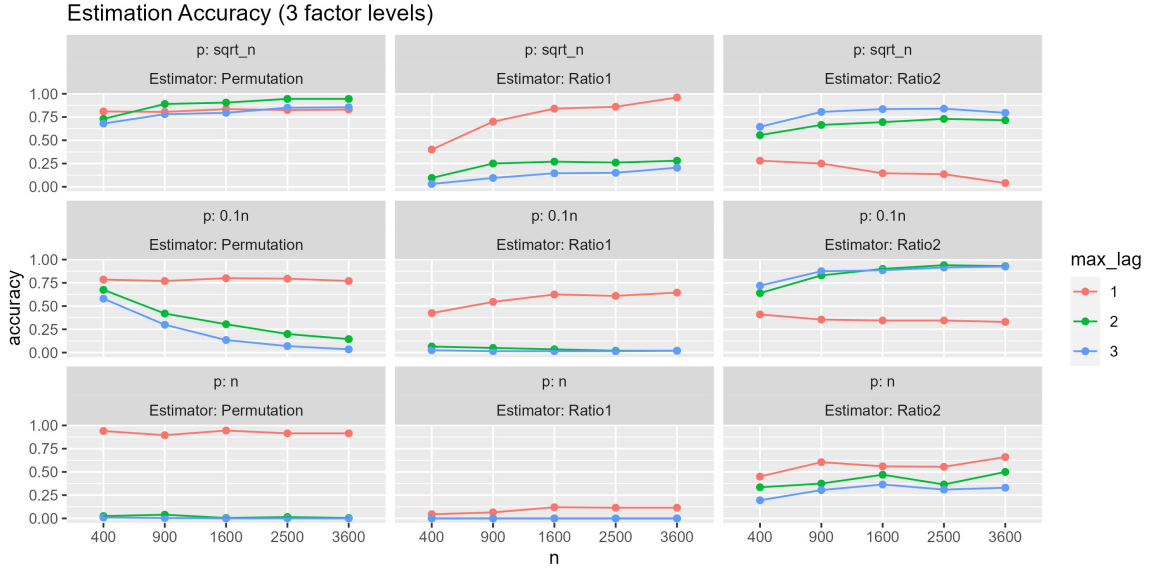 Estimation Accuracy (3 factor levels)
p: sqrt_n
Estimator: Permutation
p: sqrt_n
Estimator: Ratio1
p: sqrt_n
Estimator: Ratio2
1.00
0.75
0.50
0.25
0.00
p: 0.1n
Estimator: Permutation
p: 0.1n
Estimator: Ratio1
p: 0.1n
Estimator: Ratio2
1.00
0.75
0.50
0.25
0.00
p: n
Estimator: Permutation
p: n
Estimator: Ratio1
p: n
Estimator: Ratio2
1.00
0.75
0.50
0.25
0.00
400 900 1600 2500 3600
400 900 1600 2500 3600
400 900 1600 2500 3600
n
accuracy
max_lag
1
2
3